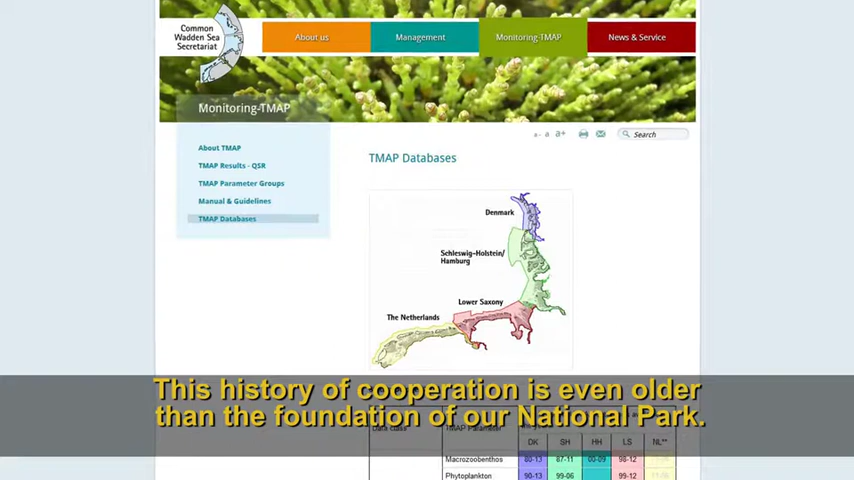 Common
Wadden Sea
Secretariat
About us
Management
Monitoring-TMAP
News & Service
Monitoring-TMAP
a- a a+
Search
About TMAP
TMAP Results - QSR
TMAP Parameter Groups
Manual & Guidelines
TMAP Databases
TMAP Databases
Denmark
Schleswig-Holstein/
Hamburg
Lower Saxony
The Netherlands
This history of cooperation is even older
than the foundation of our National Park.
Data class
TMAP Parameter
DK SH HH LS NL**
Macrozoobenthos 80-13 87-11 00-09 98-12
Phytoplankton 90-13 99-06 99-12